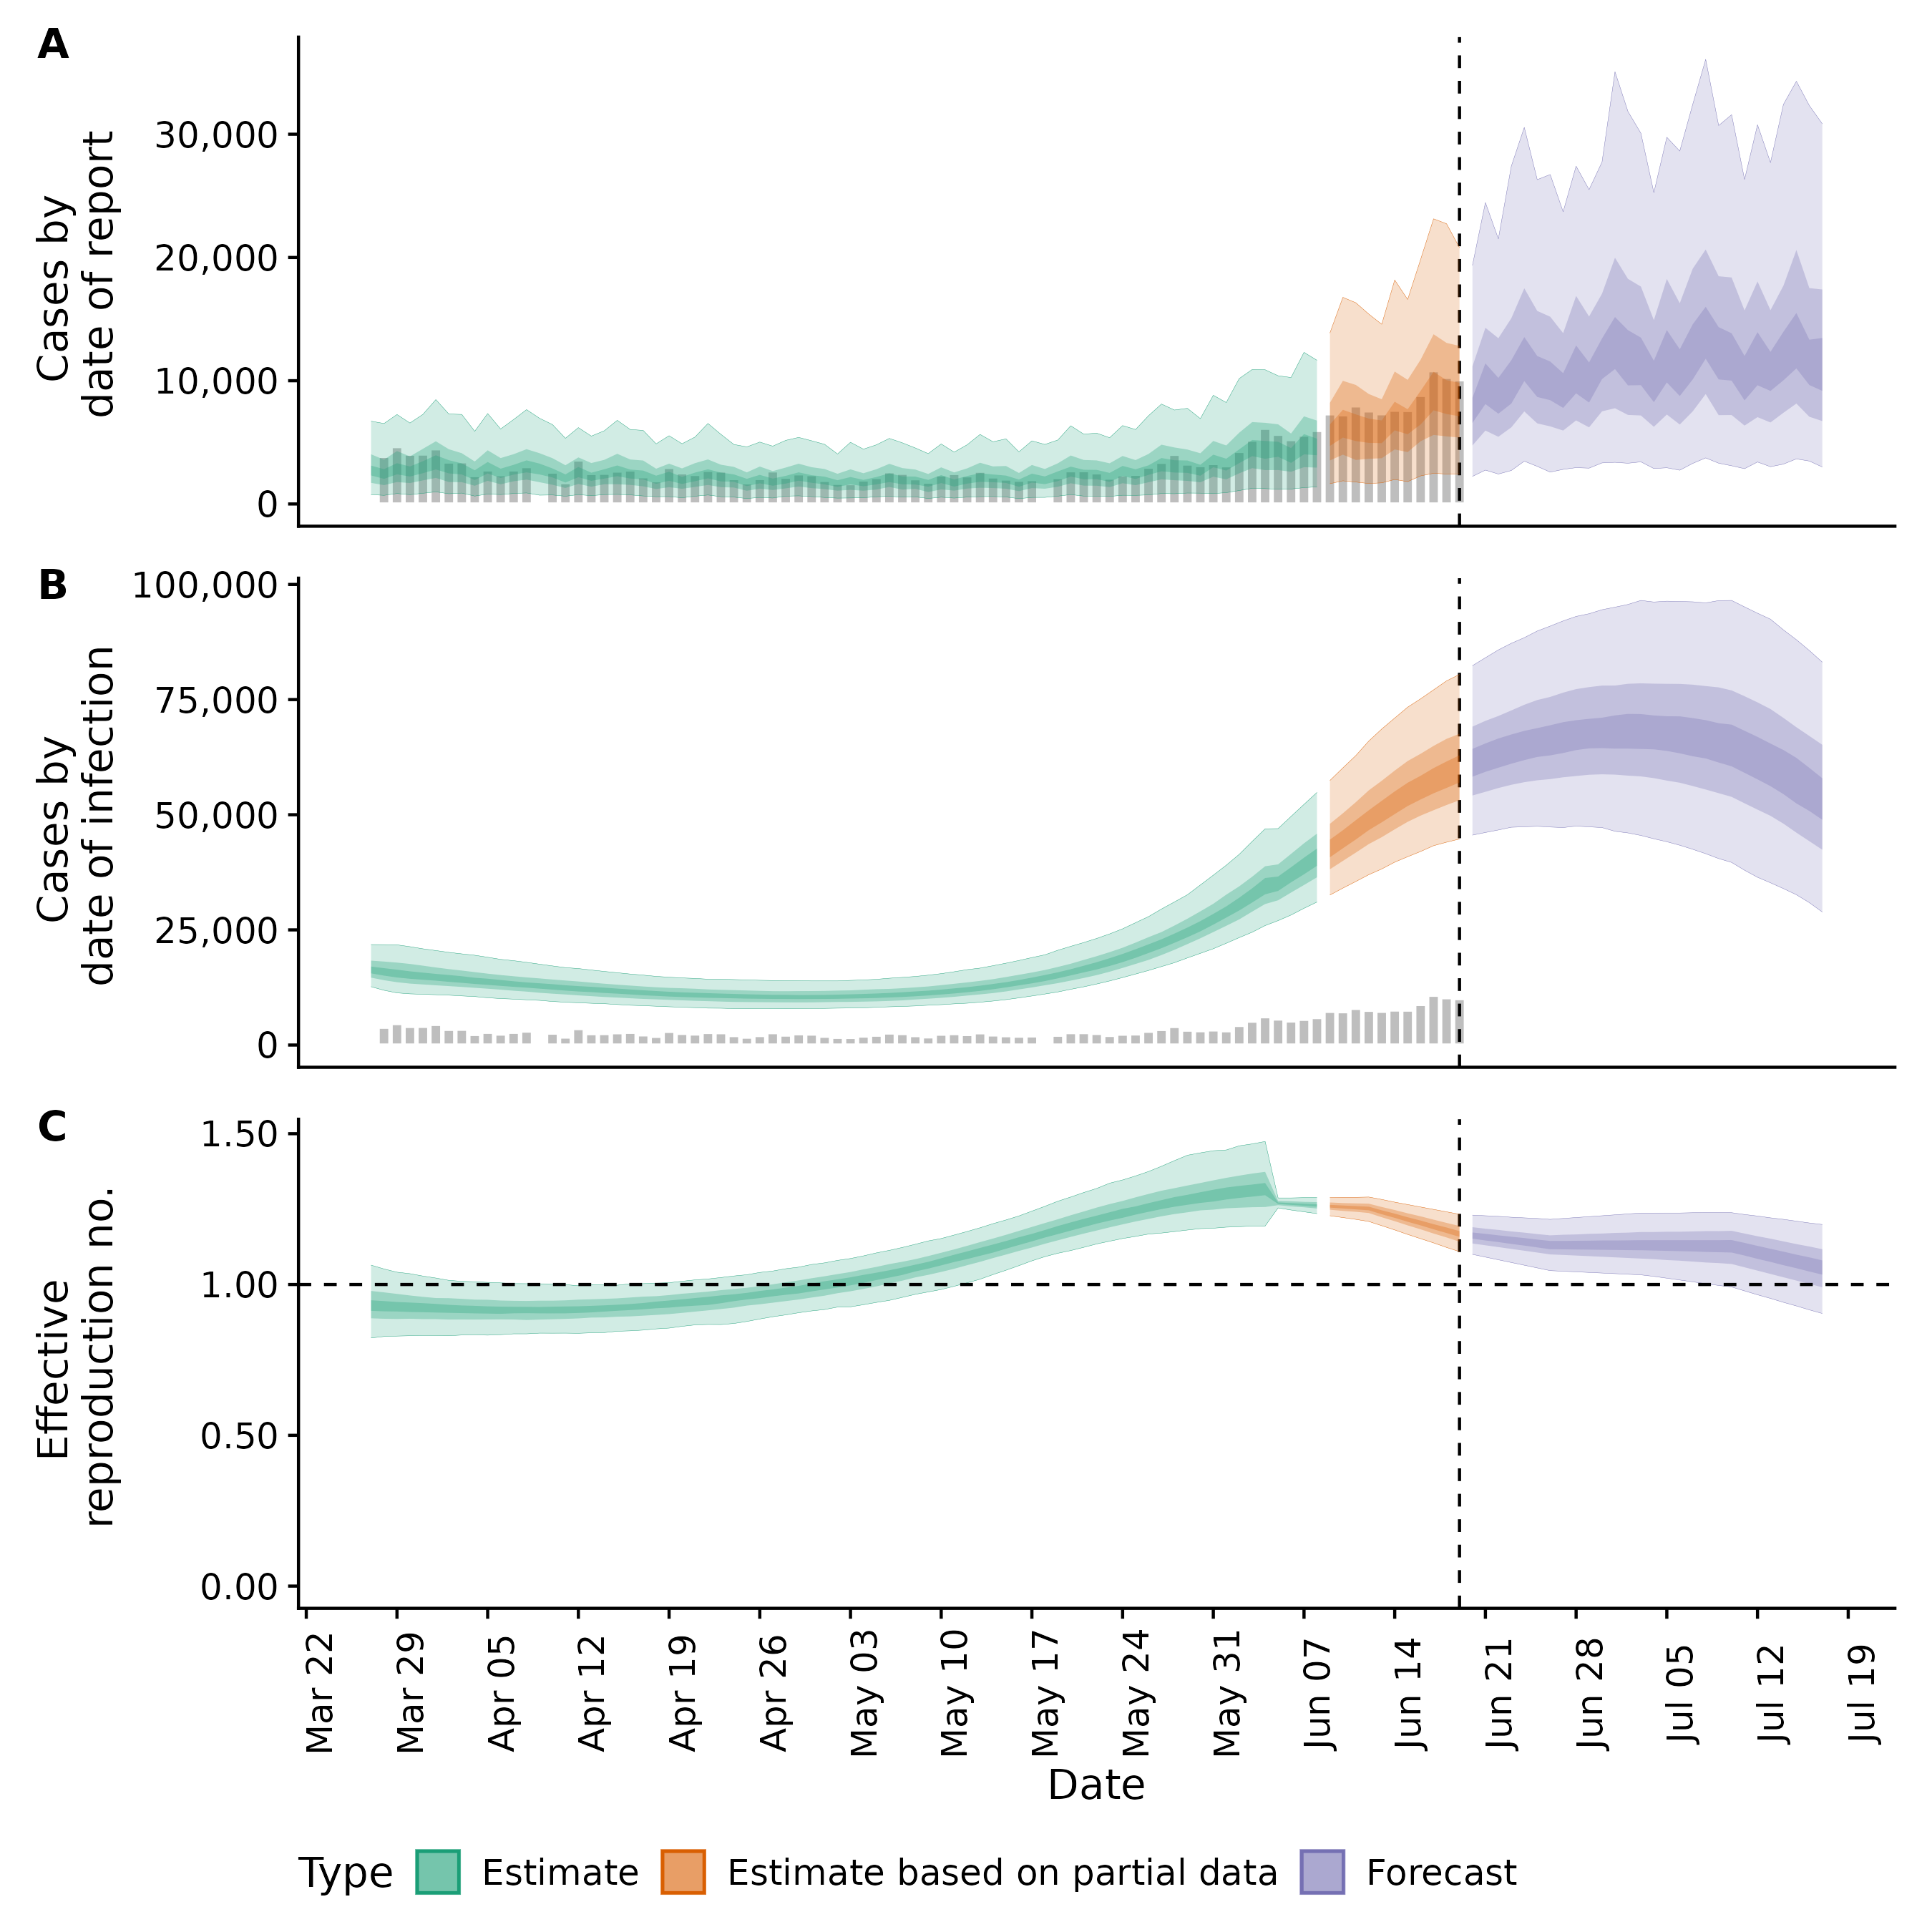 A
Cases by
date of report
30,000
20,000
10,000
0
B
Cases by
date of infection
100,000
75,000
50,000
25,000
0
C
Effective
reproduction no.
1.50
1.00
0.50
0.00
Mar 22
Mar 29
Apr 05
Apr 12
Apr 19
Apr 26
May 03
May 10
May 17
May 24
May 31
Jun 07
Jun 14
Jun 21
Jun 28
Jul 05
Jul 12
Jul 19
Date
Type Estimate Estimate based on partial data Forecast